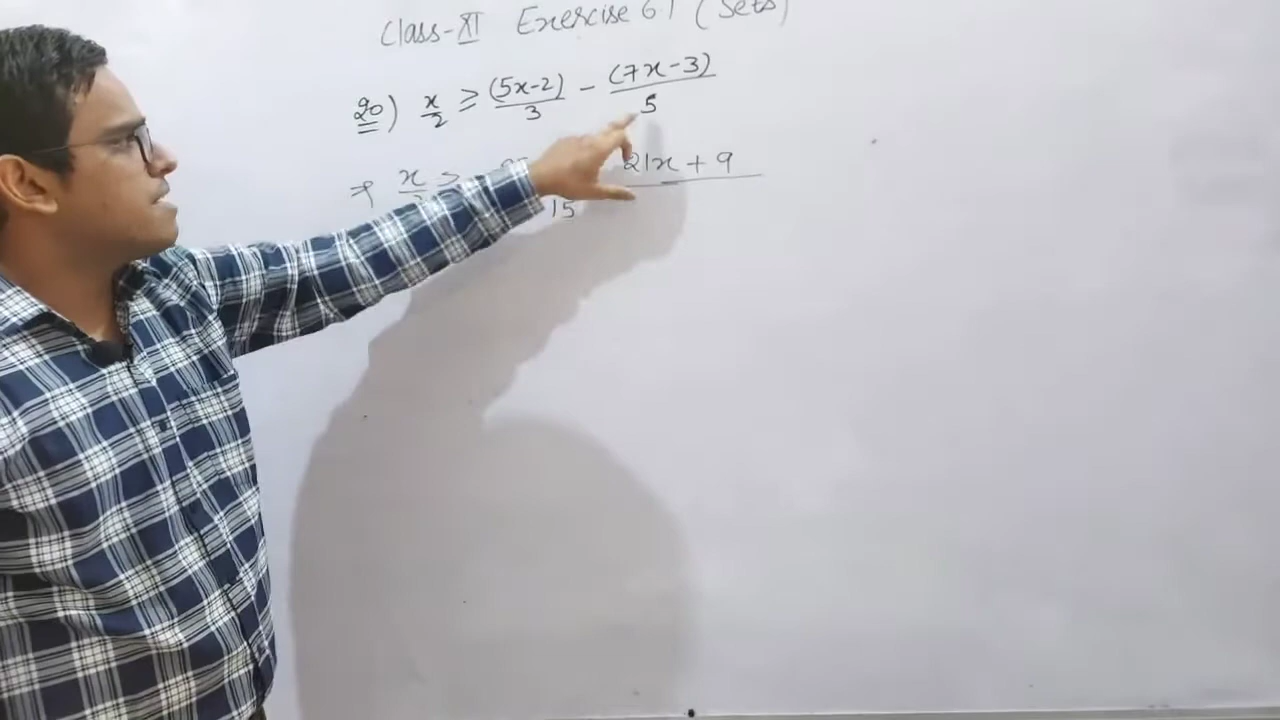 Class-XI Exercise 6.1 (Sets)
20) x/2 ≥ (5x-2)/3 - (7x-3)/5
⇒ x/2 ≥ 21x + 9
15